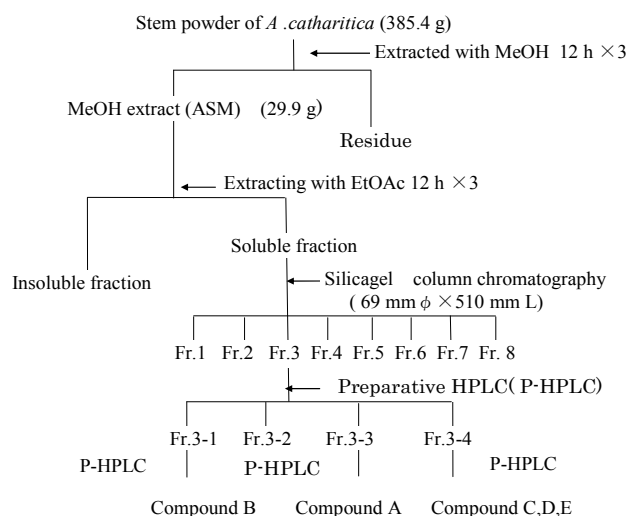 Stem powder of A .catharitica (385.4 g)
Extracted with MeOH 12 h ×3
MeOH extract (ASM) (29.9 g)
Residue
Extracting with EtOAc 12 h ×3
Soluble fraction
Insoluble fraction
Silicagel column chromatography
( 69 mm φ ×510 mm L)
Fr.1 Fr.2 Fr.3 Fr.4 Fr.5 Fr.6 Fr.7 Fr. 8
Preparative HPLC( P-HPLC)
Fr.3-1 Fr.3-2 Fr.3-3 Fr.3-4
P-HPLC P-HPLC P-HPLC
Compound B Compound A Compound C,D,E